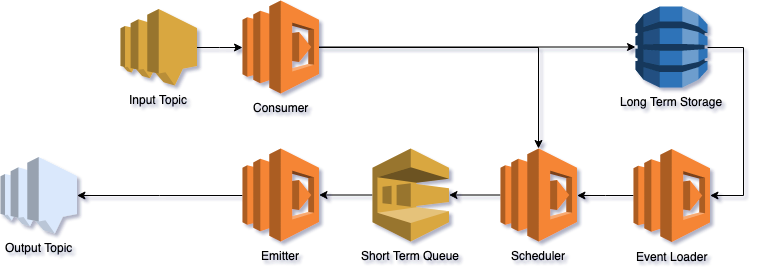 Input Topic
Consumer
Long Term Storage
Output Topic
Emitter
Short Term Queue
Scheduler
Event Loader